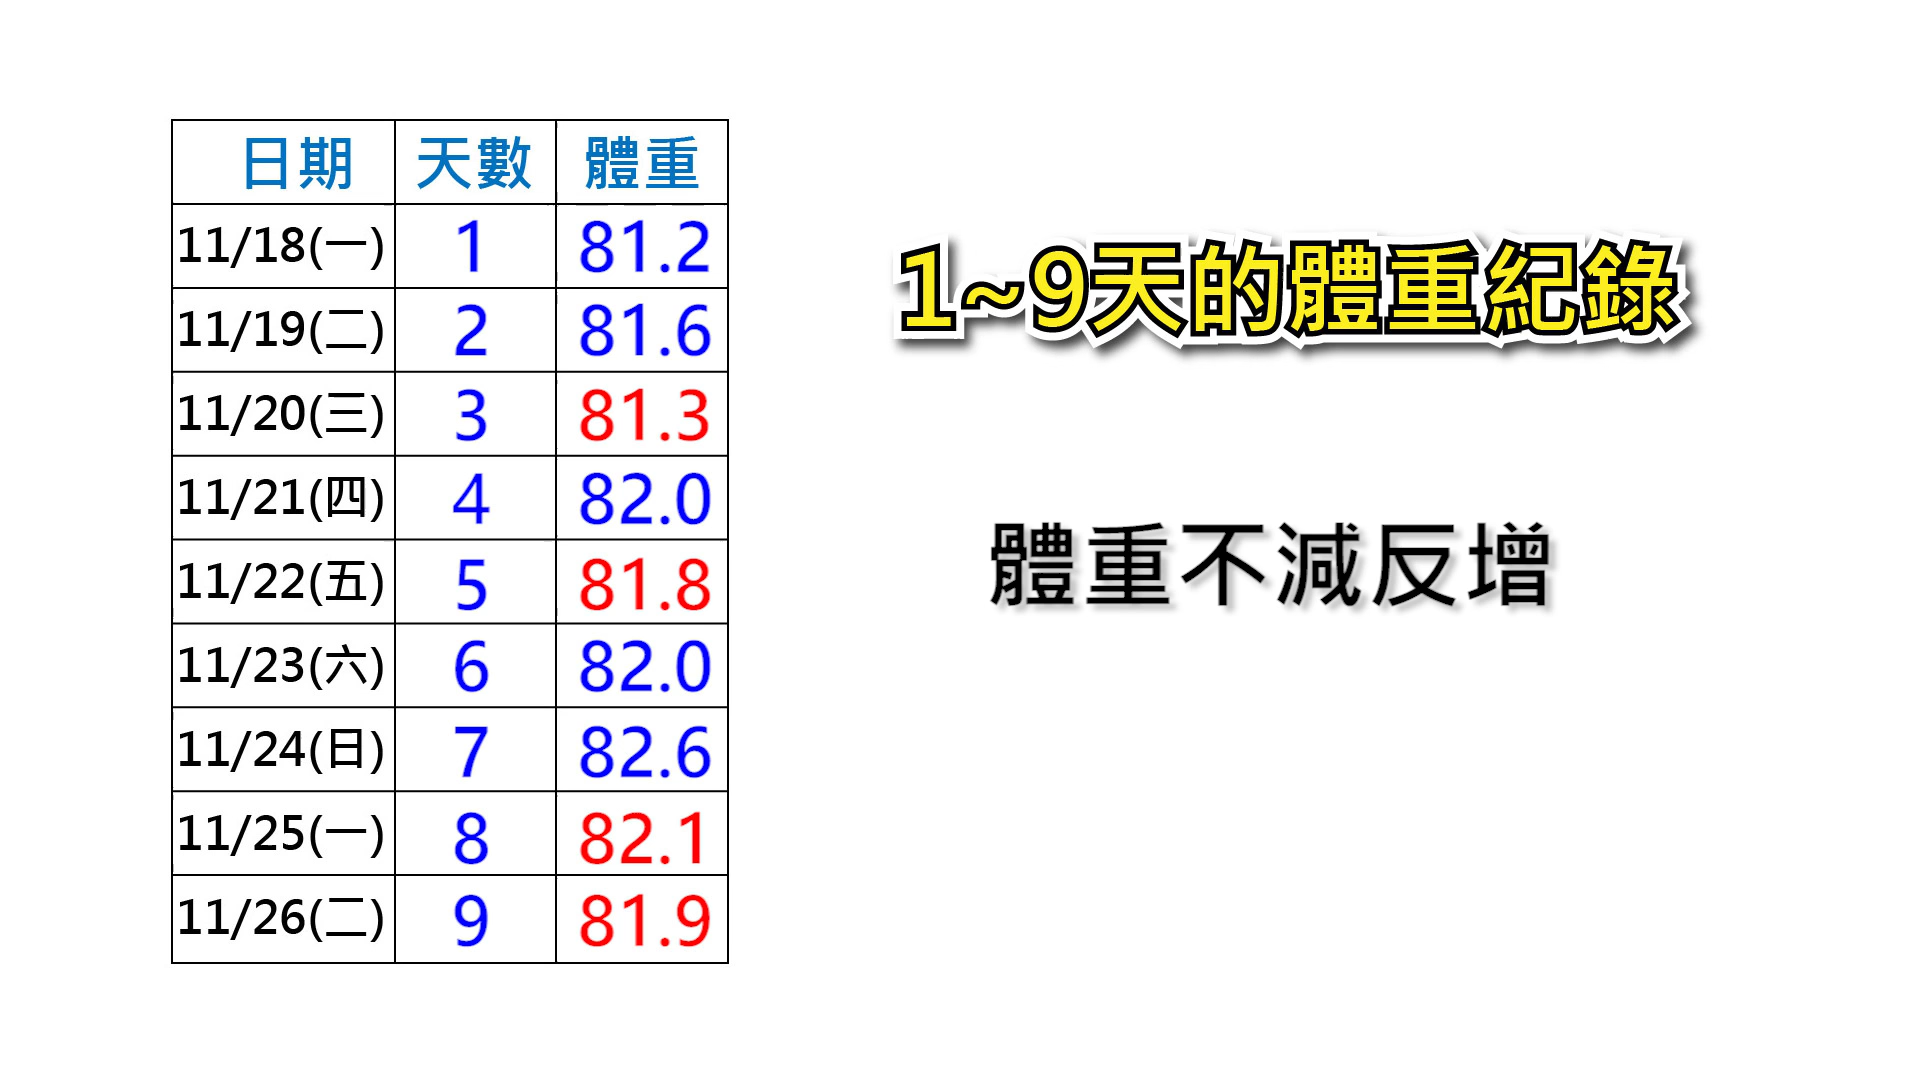 日期 天數 體重
11/18(一) 1 81.2
11/19(二) 2 81.6
11/20(三) 3 81.3
11/21(四) 4 82.0
11/22(五) 5 81.8
11/23(六) 6 82.0
11/24(日) 7 82.6
11/25(一) 8 82.1
11/26(二) 9 81.9
1~9天的體重紀錄
體重不減反增